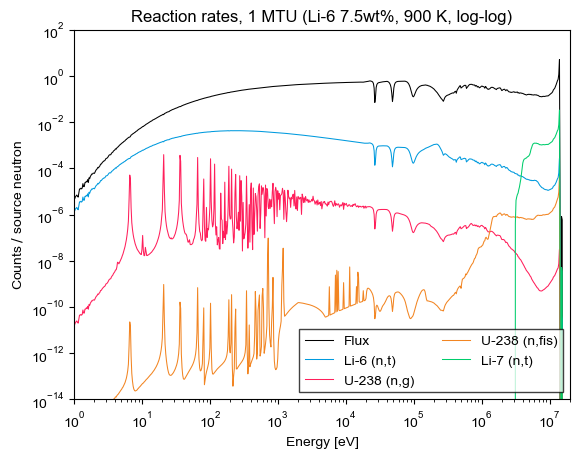 Reaction rates, 1 MTU (Li-6 7.5wt%, 900 K, log-log)
Counts / source neutron
10^2
10^0
10^−2
10^−4
10^−6
10^−8
10^−10
10^−12
10^−14
Flux
Li-6 (n,t)
U-238 (n,g)
U-238 (n,fis)
Li-7 (n,t)
10^0 10^1 10^2 10^3 10^4 10^5 10^6 10^7
Energy [eV]